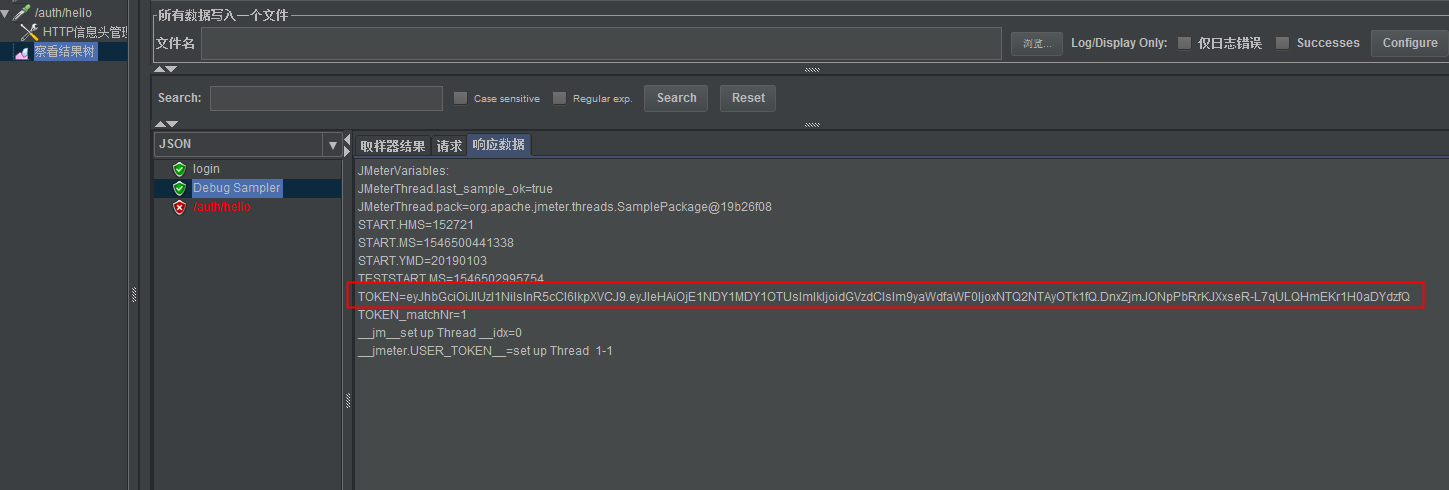 /auth/hello
HTTP信息头管理
察看结果树
所有数据写入一个文件
文件名
浏览...
Log/Display Only:
仅日志错误
Successes
Configure
Search:
Case sensitive
Regular exp.
Search
Reset
JSON
login
Debug Sampler
/auth/hello
取样器结果
请求
响应数据
JMeterVariables:
JMeterThread.last_sample_ok=true
JMeterThread.pack=org.apache.jmeter.threads.SamplePackage@19b26f08
START.HMS=152721
START.MS=1546500441338
START.YMD=20190103
TESTSTART.MS=1546502995754
TOKEN=eyJhbGciOiJIUzI1NiIsInR5cCI6IkpXVCJ9.eyJleHAiOjE1NDY1MDY1OTUsImlkIjoidGVzdCIsIm9yaWdfaWF0IjoxNTQ2NTAyOTk1fQ.DnxZjmJONpPbRrKJXxseR-L7qULQHmEKr1H0aDYdzfQ
TOKEN_matchNr=1
__jm__set up Thread __idx=0
__jmeter.USER_TOKEN__=set up Thread 1-1